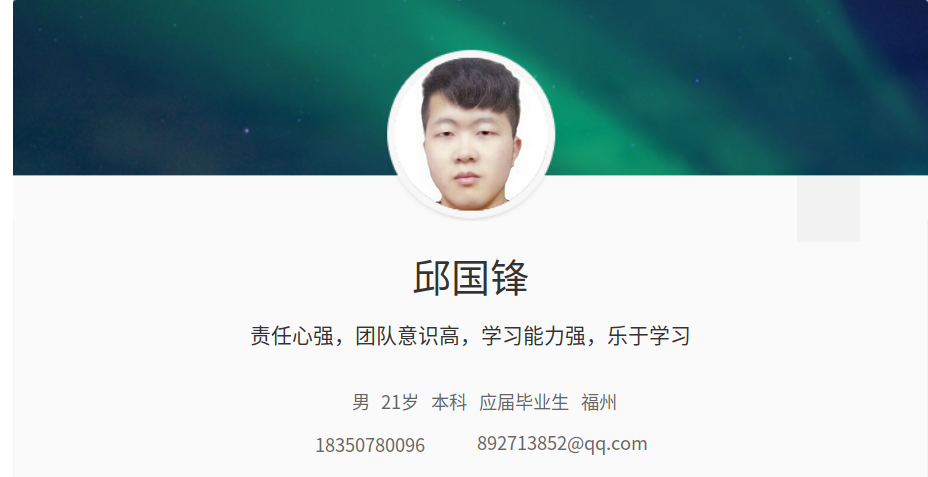 邱国锋
责任心强，团队意识高，学习能力强，乐于学习
男 21岁 本科 应届毕业生 福州
18350780096 892713852@qq.com